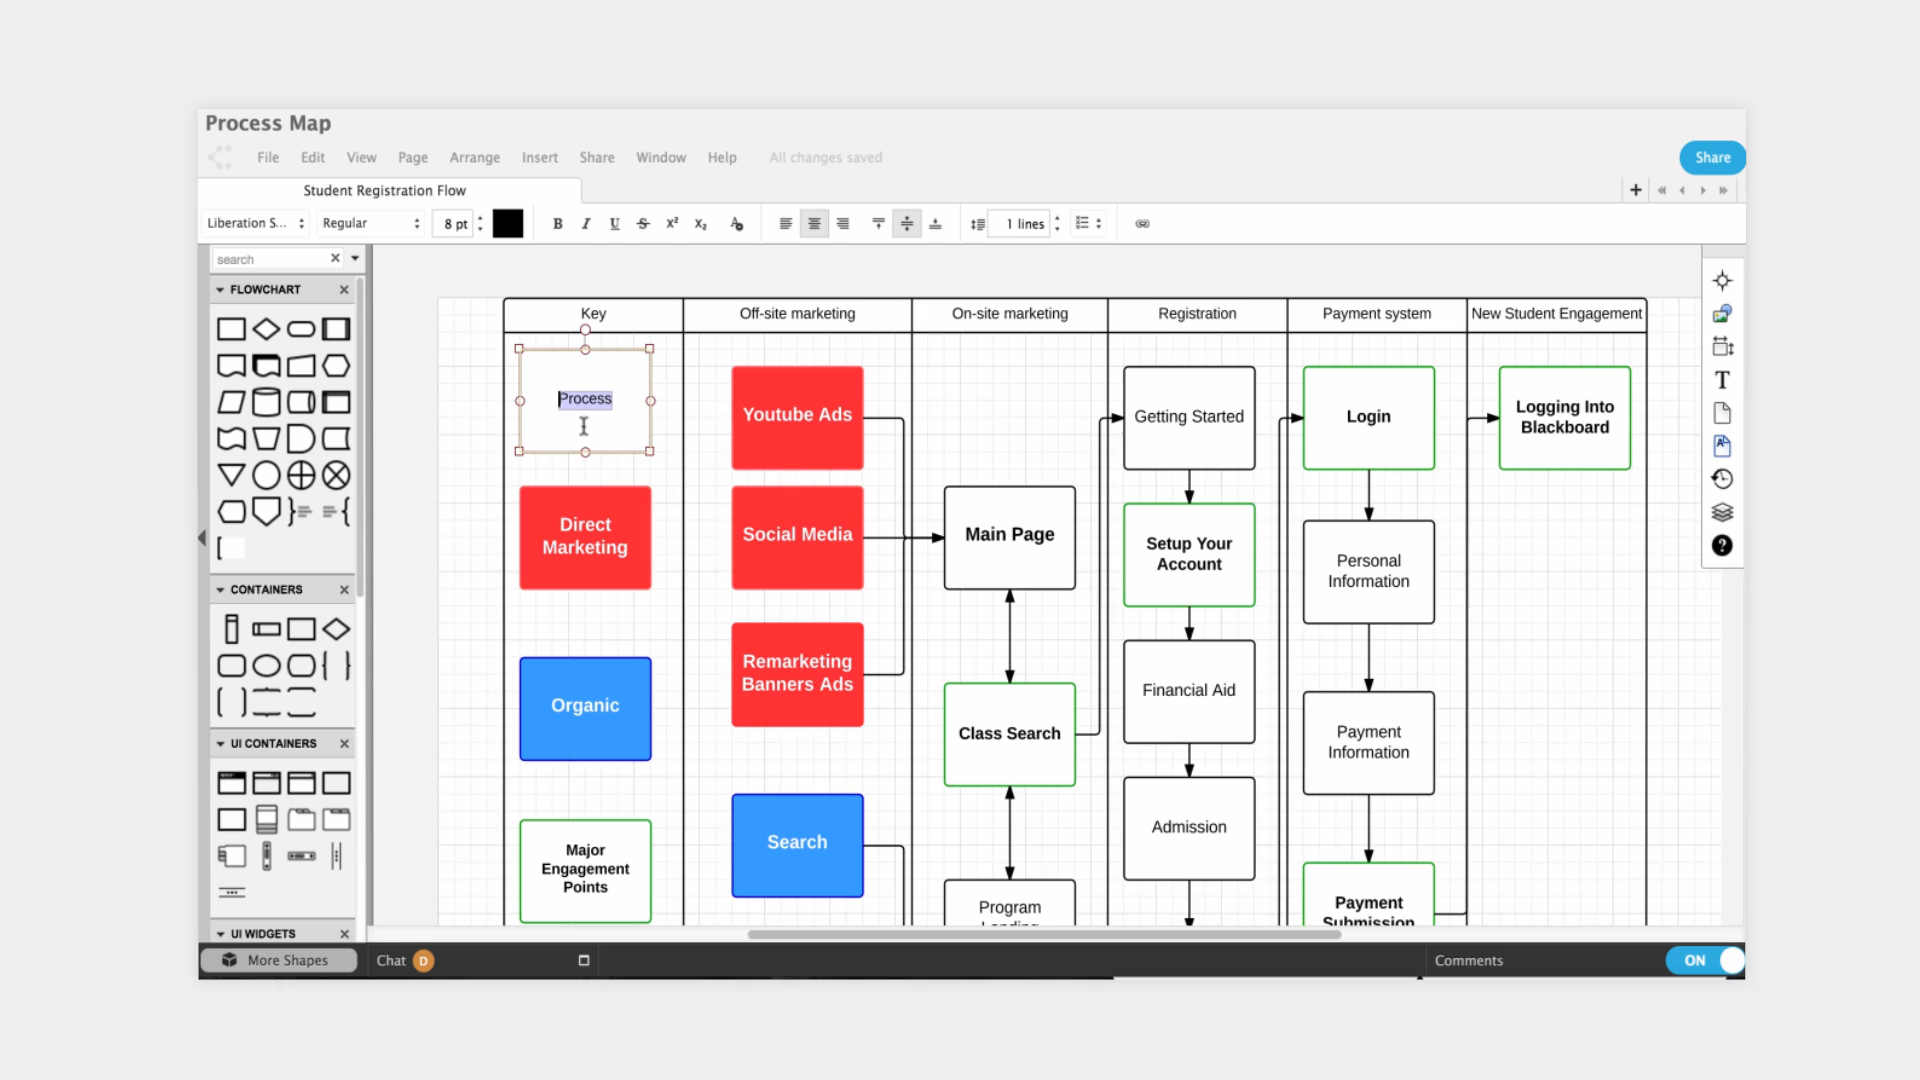 Process Map
File Edit View Page Arrange Insert Share Window Help All changes saved
Share
Student Registration Flow
Liberation S... Regular 8 pt B I U S X² X₂ 1 lines
search
FLOWCHART
CONTAINERS
UI CONTAINERS
UI WIDGETS
Key Off-site marketing On-site marketing Registration Payment system New Student Engagement
Process
Direct
Marketing
Organic
Major
Engagement
Points
Youtube Ads
Social Media
Remarketing
Banners Ads
Search
Main Page
Class Search
Program
Getting Started
Setup Your
Account
Financial Aid
Admission
Login
Personal
Information
Payment
Information
Payment
Submission
Logging Into
Blackboard
T
A
?
More Shapes Chat D Comments ON